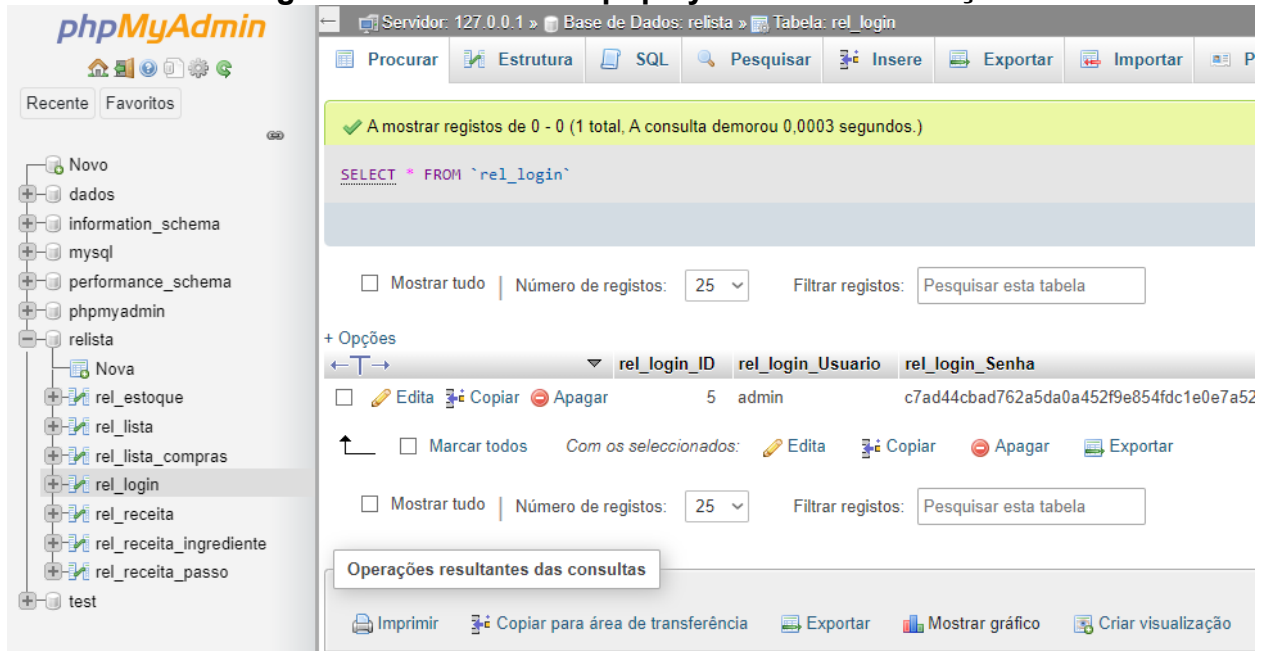 phpMyAdmin
Recente Favoritos
Novo
dados
information_schema
mysql
performance_schema
phpmyadmin
relista
Nova
rel_estoque
rel_lista
rel_lista_compras
rel_login
rel_receita
rel_receita_ingrediente
rel_receita_passo
test
Servidor: 127.0.0.1 » Base de Dados: relista » Tabela: rel_login
Procurar Estrutura SQL Pesquisar Insere Exportar Importar P
A mostrar registos de 0 - 0 (1 total, A consulta demorou 0,0003 segundos.)
SELECT * FROM `rel_login`
Mostrar tudo | Número de registos: 25 Filtrar registos: Pesquisar esta tabela
+ Opções
←T→ rel_login_ID rel_login_Usuario rel_login_Senha
Edita Copiar Apagar 5 admin c7ad44cbad762a5da0a452f9e854fdc1e0e7a52
Marcar todos Com os seleccionados: Edita Copiar Apagar Exportar
Mostrar tudo | Número de registos: 25 Filtrar registos: Pesquisar esta tabela
Operações resultantes das consultas
Imprimir Copiar para área de transferência Exportar Mostrar gráfico Criar visualização